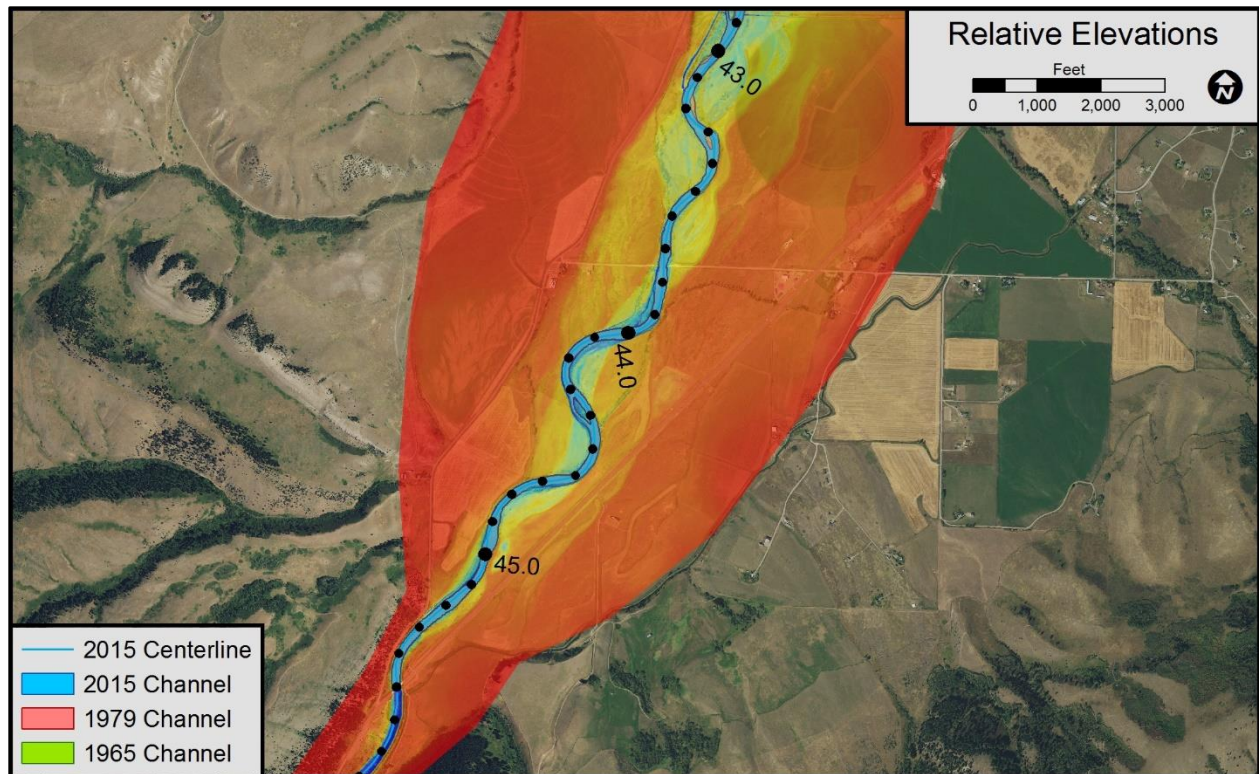 Relative Elevations
Feet
0 1,000 2,000 3,000
N
43.0
44.0
45.0
2015 Centerline
2015 Channel
1979 Channel
1965 Channel